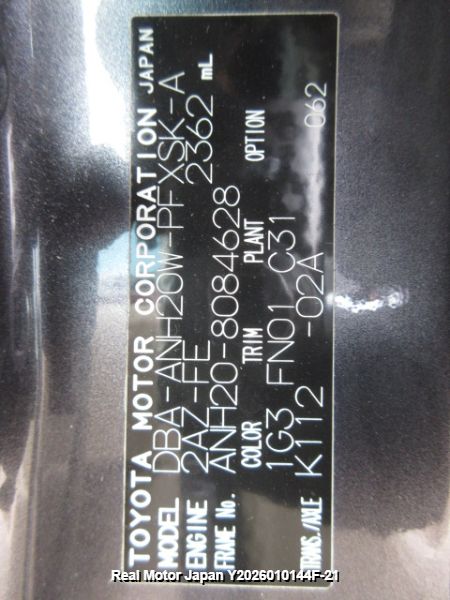 TOYOTA MOTOR CORPORATION JAPAN
MODEL DBA-ANH20W-PFXSK-A
ENGINE 2AZ-FE 2362 mL
FRAME No. ANH20-8084628
COLOR TRIM PLANT OPTION
1G3 FN01 C31
TRANS./AXLE K112 -02A 062
Real Motor Japan Y2026010144F-21